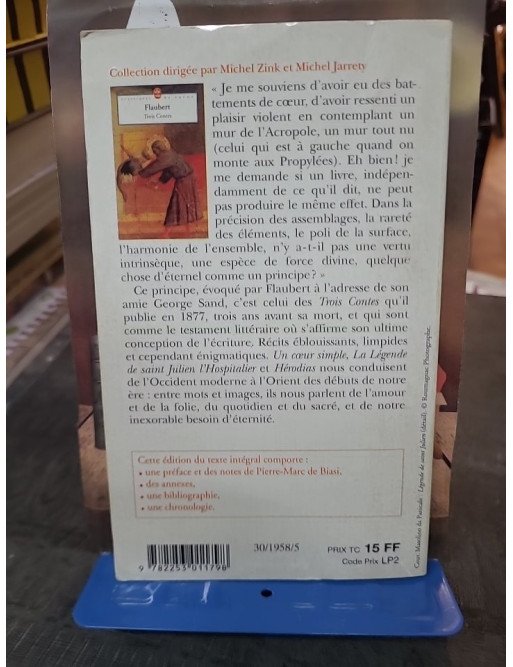 Collection dirigée par Michel Zink et Michel Jarrety
Flaubert
Trois Contes
« Je me souviens d'avoir eu des bat-
tements de cœur, d'avoir ressenti un
plaisir violent en contemplant un
mur de l'Acropole, un mur tout nu
(celui qui est à gauche quand on
monte aux Propylées). Eh bien! je
me demande si un livre, indépen-
damment de ce qu'il dit, ne peut
pas produire le même effet. Dans la
précision des assemblages, la rareté
des éléments, le poli de la surface,
l'harmonie de l'ensemble, n'y a-t-il pas une vertu
intrinsèque, une espèce de force divine, quelque
chose d'éternel comme un principe? »
Ce principe, évoqué par Flaubert à l'adresse de son
amie George Sand, c'est celui des Trois Contes qu'il
publie en 1877, trois ans avant sa mort, et qui sont
comme le testament littéraire où s'affirme son ultime
conception de l'écriture. Récits éblouissants, limpides
et cependant énigmatiques. Un cœur simple, La Légende
de saint Julien l'Hospitalier et Hérodias nous conduisent
de l'Occident moderne à l'Orient des débuts de notre
ère : entre mots et images, ils nous parlent de l'amour
et de la folie, du quotidien et du sacré, et de notre
inexorable besoin d'éternité.
Cette édition du texte intégral comporte :
• une préface et des notes de Pierre-Marc de Biasi,
• des annexes,
• une bibliographie,
• une chronologie.
30/1958/5
PRIX TC 15 FF
Code Prix LP2
9 782253 011798